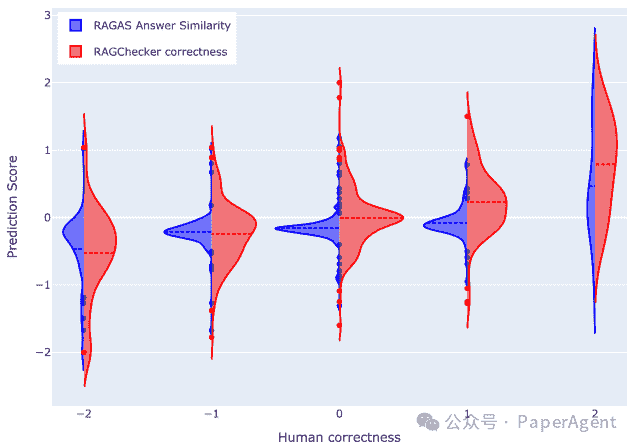 RAGAS Answer Similarity
RAGChecker correctness
Prediction Score
3
2
1
0
−1
−2
−2
−1
0
1
2
Human correctness
公众号 · PaperAgent